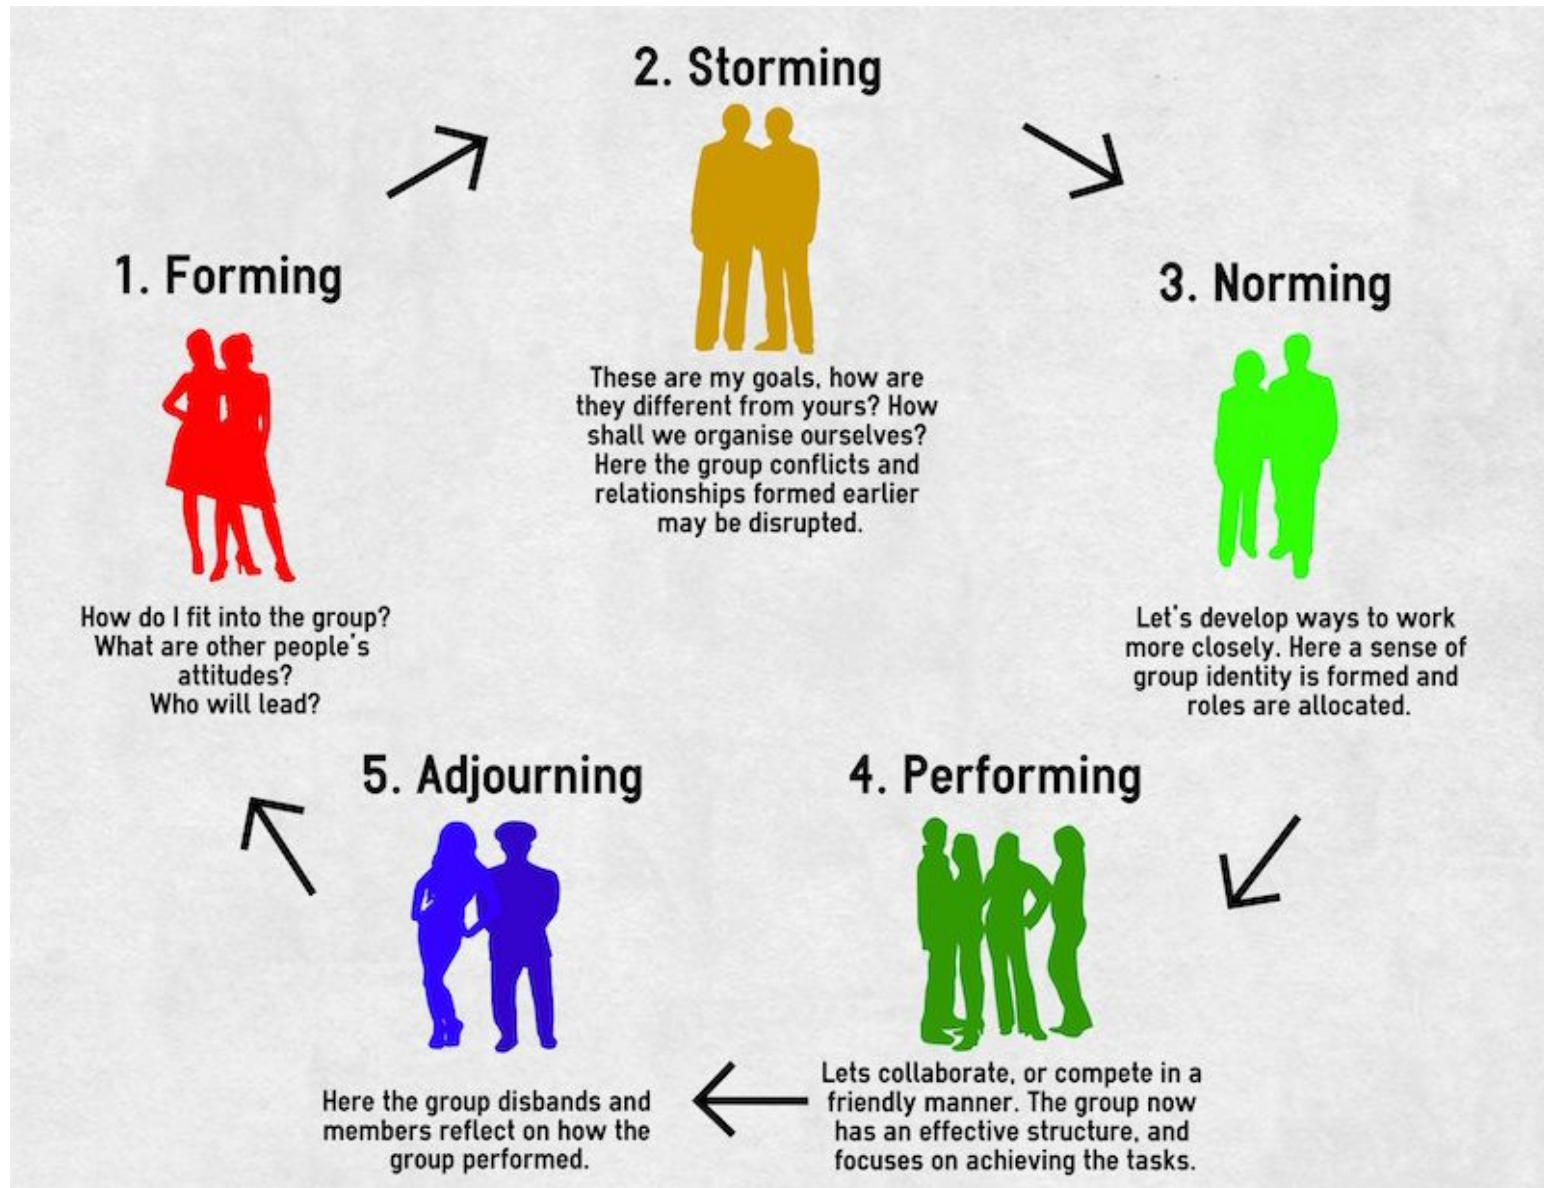 1. Forming
How do I fit into the group?
What are other people's
attitudes?
Who will lead?
2. Storming
These are my goals, how are
they different from yours? How
shall we organise ourselves?
Here the group conflicts and
relationships formed earlier
may be disrupted.
3. Norming
Let's develop ways to work
more closely. Here a sense of
group identity is formed and
roles are allocated.
4. Performing
Lets collaborate, or compete in a
friendly manner. The group now
has an effective structure, and
focuses on achieving the tasks.
5. Adjourning
Here the group disbands and
members reflect on how the
group performed.